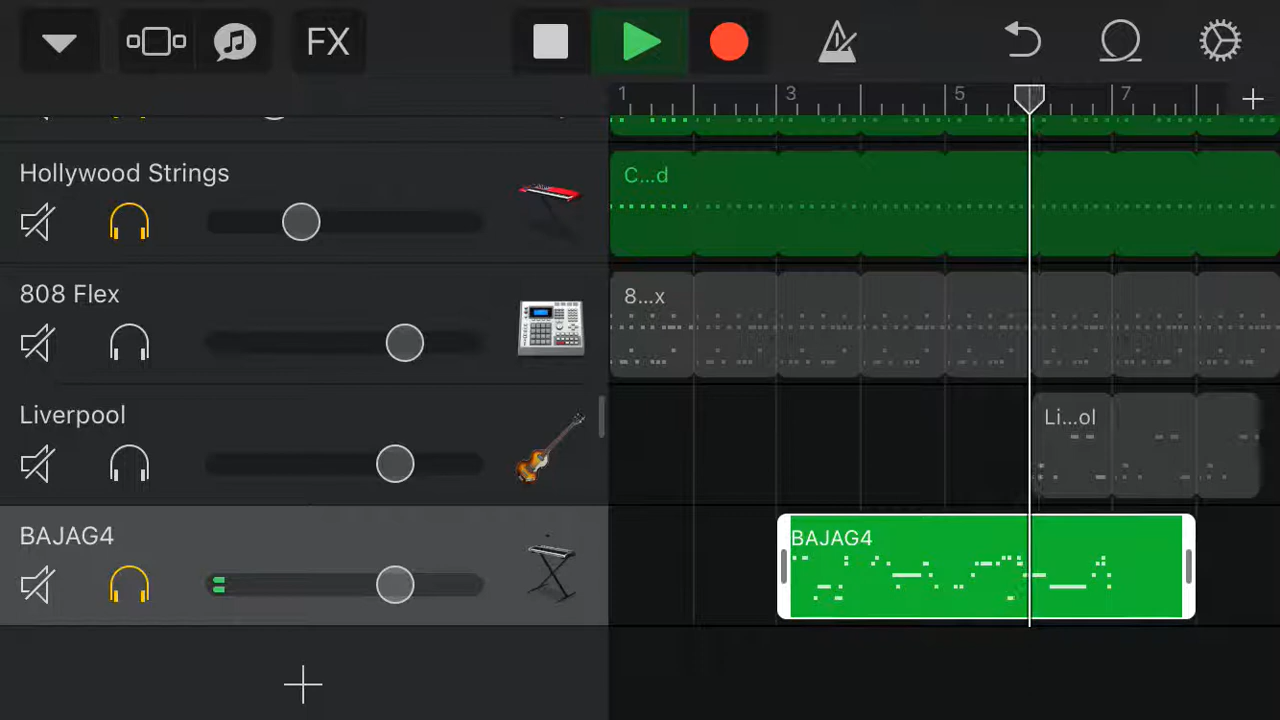 FX
1 3 5 7
Hollywood Strings
C...d
808 Flex
8...x
Liverpool
Li...ol
BAJAG4
BAJAG4